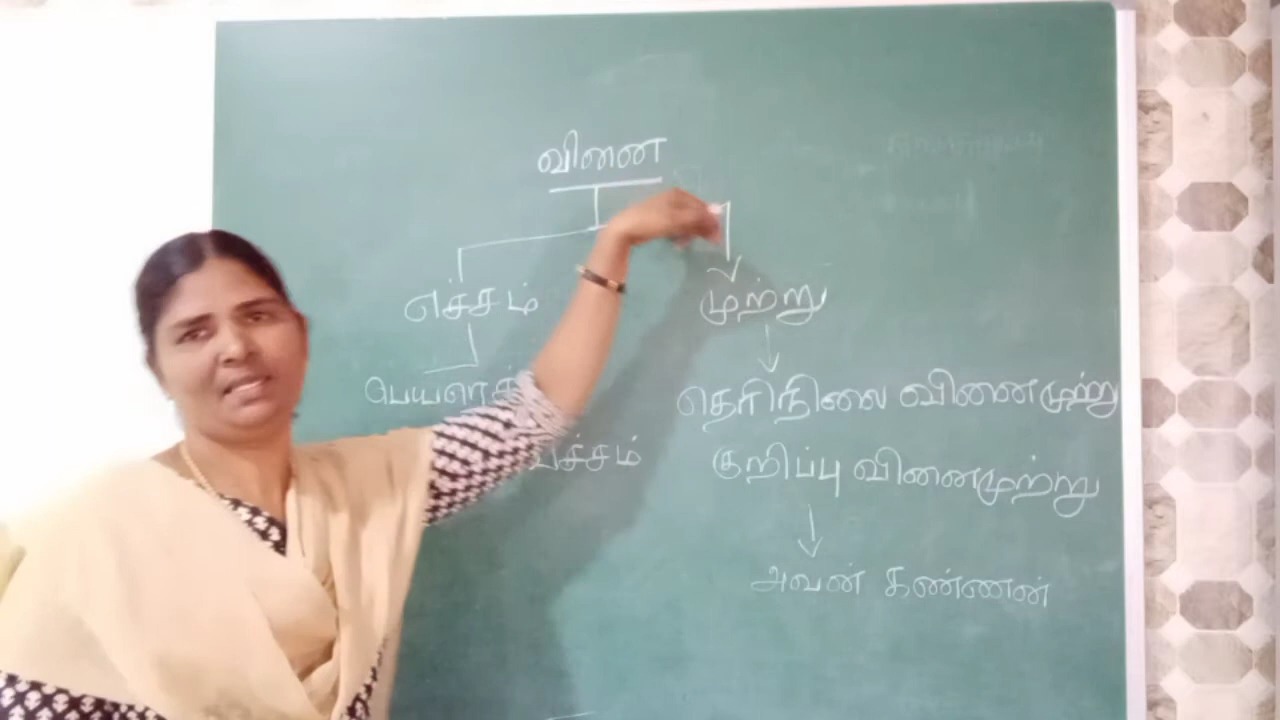 வினை
எச்சம் முற்று
தெரிநிலை வினைமுற்று
குறிப்பு வினைமுற்று
அவன் கண்ணன்